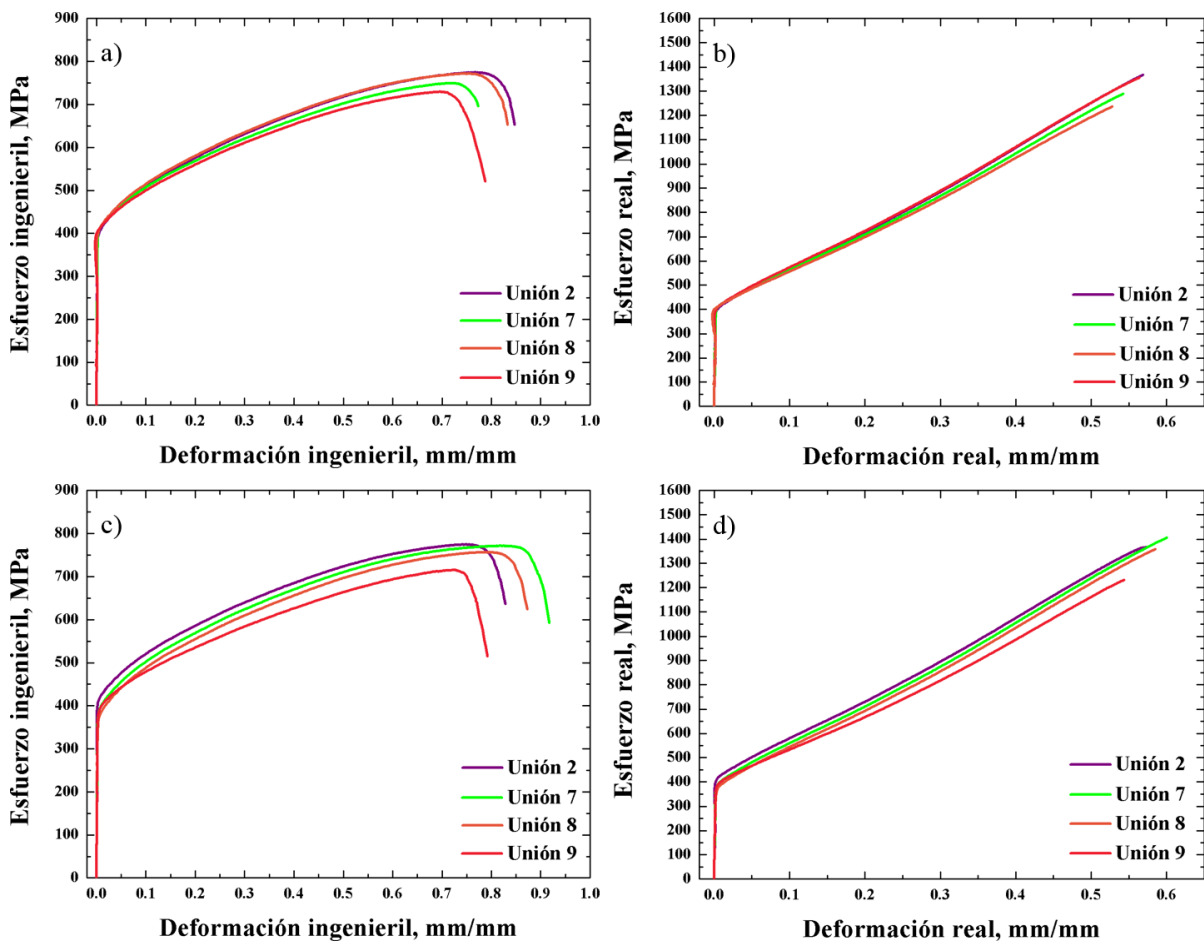 a)
Esfuerzo ingenieril, MPa
900
800
700
600
500
400
300
200
100
0
0.0 0.1 0.2 0.3 0.4 0.5 0.6 0.7 0.8 0.9 1.0
Deformación ingenieril, mm/mm
Unión 2
Unión 7
Unión 8
Unión 9
b)
Esfuerzo real, MPa
1600
1500
1400
1300
1200
1100
1000
900
800
700
600
500
400
300
200
100
0
0.0 0.1 0.2 0.3 0.4 0.5 0.6
Deformación real, mm/mm
Unión 2
Unión 7
Unión 8
Unión 9
c)
Esfuerzo ingenieril, MPa
900
800
700
600
500
400
300
200
100
0
0.0 0.1 0.2 0.3 0.4 0.5 0.6 0.7 0.8 0.9 1.0
Deformación ingenieril, mm/mm
Unión 2
Unión 7
Unión 8
Unión 9
d)
Esfuerzo real, MPa
1600
1500
1400
1300
1200
1100
1000
900
800
700
600
500
400
300
200
100
0
0.0 0.1 0.2 0.3 0.4 0.5 0.6
Deformación real, mm/mm
Unión 2
Unión 7
Unión 8
Unión 9